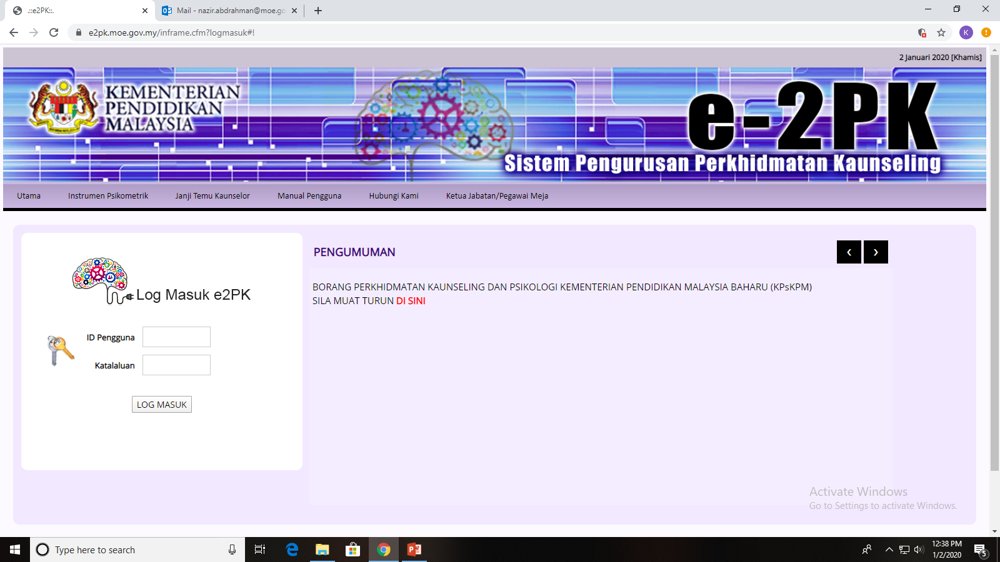 .::e2PK::.
Mail - nazir.abdrahman@moe.go
e2pk.moe.gov.my/inframe.cfm?logmasuk#!
K
2 Januari 2020 [Khamis]
KEMENTERIAN
PENDIDIKAN
MALAYSIA
e-2PK
Sistem Pengurusan Perkhidmatan Kaunseling
Utama
Instrumen Psikometrik
Janji Temu Kaunselor
Manual Pengguna
Hubungi Kami
Ketua Jabatan/Pegawai Meja
Log Masuk e2PK
ID Pengguna
Katalaluan
LOG MASUK
PENGUMUMAN
BORANG PERKHIDMATAN KAUNSELING DAN PSIKOLOGI KEMENTERIAN PENDIDIKAN MALAYSIA BAHARU (KPsKPM)
SILA MUAT TURUN DI SINI
Activate Windows
Go to Settings to activate Windows.
Type here to search
12:38 PM
1/2/2020
5